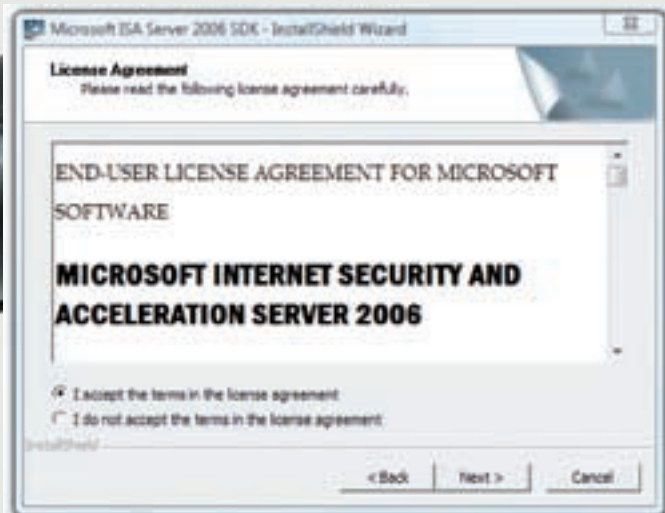 Microsoft ISA Server 2006 SDK - InstallShield Wizard
License Agreement
Please read the following license agreement carefully.
END-USER LICENSE AGREEMENT FOR MICROSOFT
SOFTWARE
MICROSOFT INTERNET SECURITY AND
ACCELERATION SERVER 2006
I accept the terms in the license agreement
I do not accept the terms in the license agreement
InstallShield
< Back
Next >
Cancel